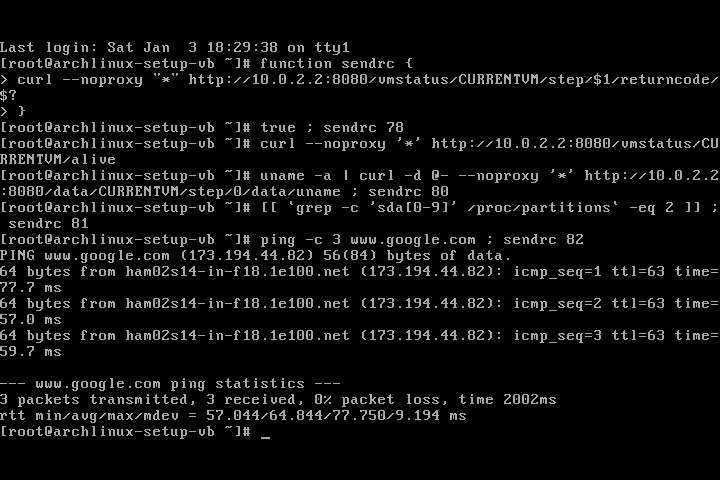 Last login: Sat Jan  3 18:29:38 on tty1
[root@archlinux-setup-vb ~]# function sendrc {
> curl --noproxy "*" http://10.0.2.2:8080/vmstatus/CURRENTVM/step/$1/returncode/
$?
> }
[root@archlinux-setup-vb ~]# true ; sendrc 78
[root@archlinux-setup-vb ~]# curl --noproxy '*' http://10.0.2.2:8080/vmstatus/CU
RRENTVM/alive
[root@archlinux-setup-vb ~]# uname -a | curl -d @- --noproxy '*' http://10.0.2.2
:8080/data/CURRENTVM/step/0/data/uname ; sendrc 80
[root@archlinux-setup-vb ~]# [[ `grep -c 'sda[0-9]' /proc/partitions` -eq 2 ]] ;
 sendrc 81
[root@archlinux-setup-vb ~]# ping -c 3 www.google.com ; sendrc 82
PING www.google.com (173.194.44.82) 56(84) bytes of data.
64 bytes from ham02s14-in-f18.1e100.net (173.194.44.82): icmp_seq=1 ttl=63 time=
77.7 ms
64 bytes from ham02s14-in-f18.1e100.net (173.194.44.82): icmp_seq=2 ttl=63 time=
57.0 ms
64 bytes from ham02s14-in-f18.1e100.net (173.194.44.82): icmp_seq=3 ttl=63 time=
59.7 ms

--- www.google.com ping statistics ---
3 packets transmitted, 3 received, 0% packet loss, time 2002ms
rtt min/avg/max/mdev = 57.044/64.844/77.750/9.194 ms
[root@archlinux-setup-vb ~]# _